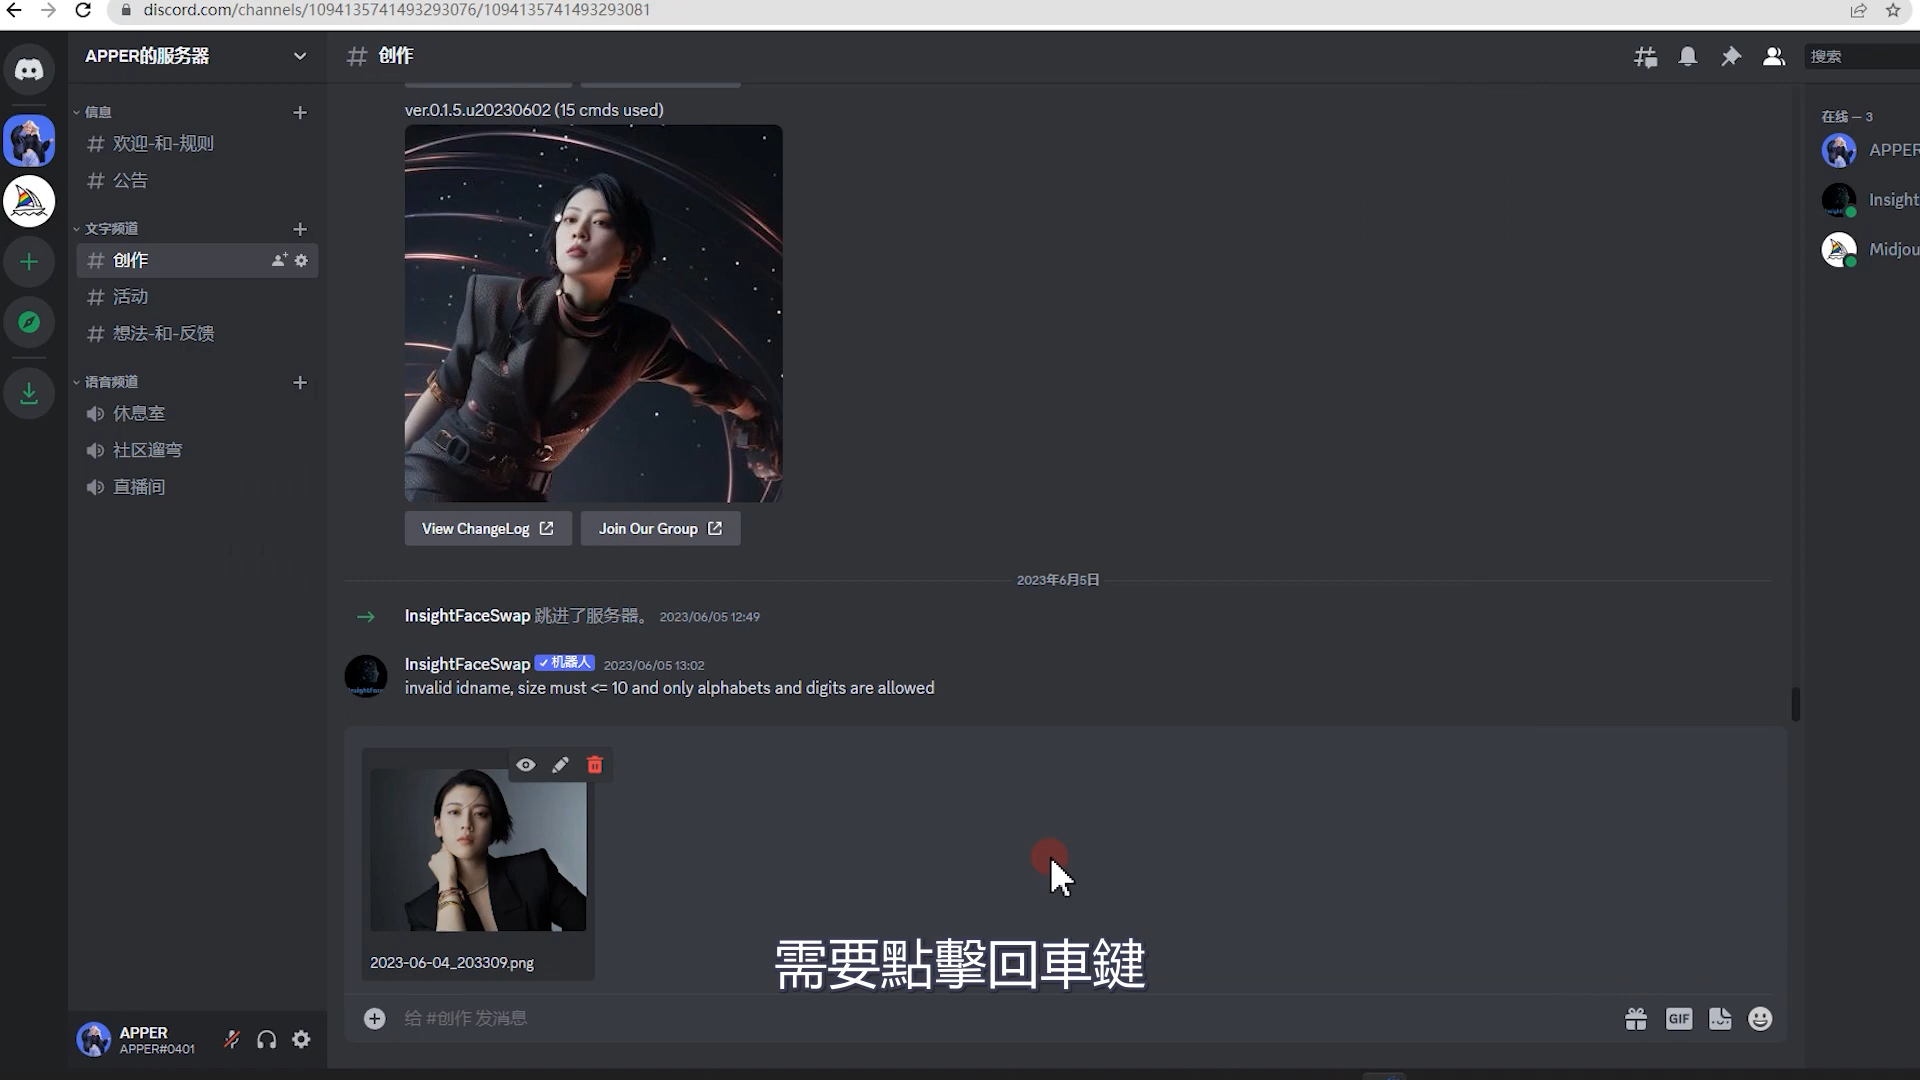 discord.com/channels/1094135741493293076/1094135741493293081
APPER的服务器
创作
搜索
信息
欢迎-和-规则
公告
文字频道
创作
活动
想法-和-反馈
语音频道
休息室
社区遛弯
直播间
ver.0.1.5.u20230602 (15 cmds used)
View ChangeLog
Join Our Group
2023年6月5日
InsightFaceSwap 跳进了服务器。 2023/06/05 12:49
InsightFaceSwap 机器人 2023/06/05 13:02
invalid idname, size must <= 10 and only alphabets and digits are allowed
2023-06-04_203309.png
需要點擊回車鍵
给 #创作 发消息
GIF
APPER
APPER#0401
在线 — 3
APPER
Insight
Midjou